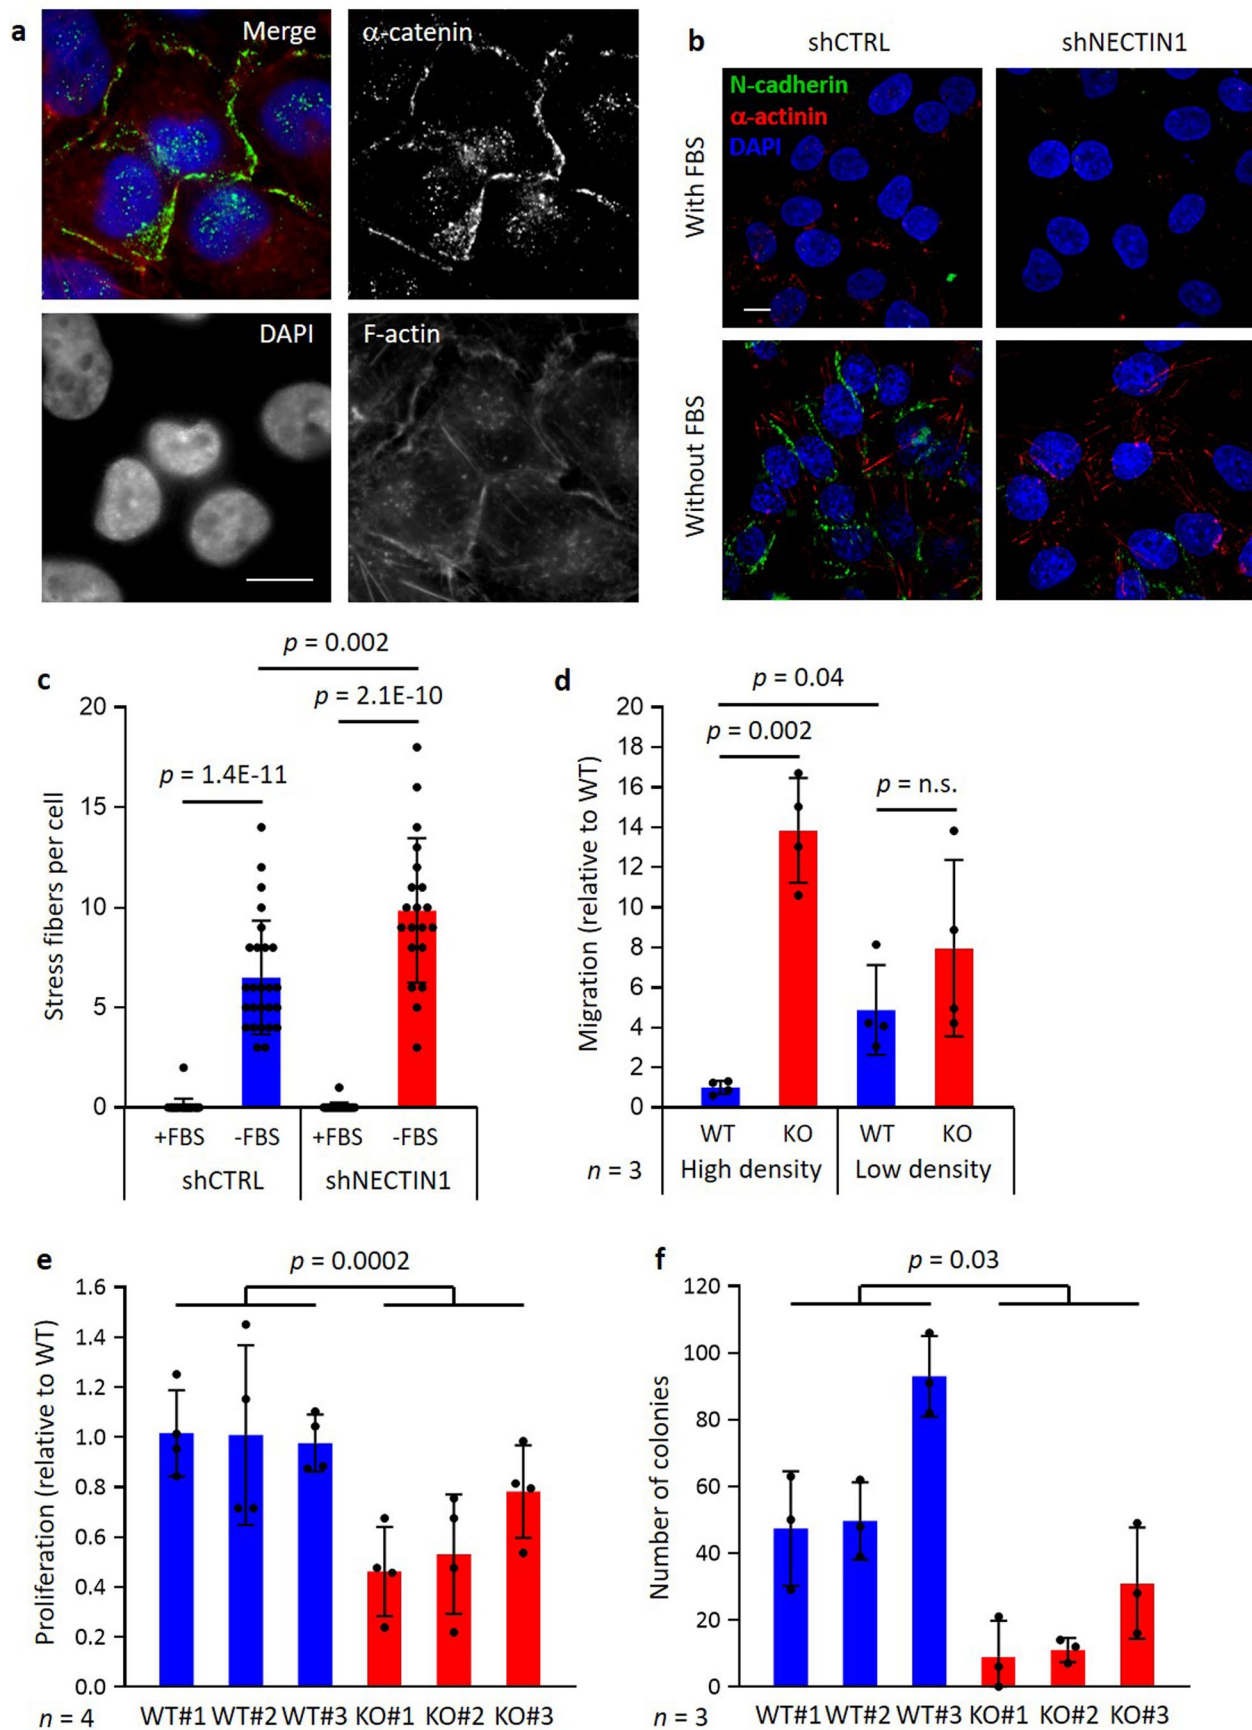 a
Merge
α-catenin
DAPI
F-actin
b
shCTRL
shNECTIN1
With FBS
N-cadherin
α-actinin
DAPI
Without FBS
c
p = 0.002
p = 2.1E-10
p = 1.4E-11
Stress fibers per cell
20
15
10
5
0
+FBS
-FBS
+FBS
-FBS
shCTRL
shNECTIN1
d
p = 0.04
p = 0.002
p = n.s.
Migration (relative to WT)
20
18
16
14
12
10
8
6
4
2
0
WT
KO
WT
KO
n = 3
High density
Low density
e
p = 0.0002
Proliferation (relative to WT)
1.6
1.4
1.2
1.0
0.8
0.6
0.4
0.2
0.0
n = 4
WT#1
WT#2
WT#3
KO#1
KO#2
KO#3
f
p = 0.03
Number of colonies
120
100
80
60
40
20
0
n = 3
WT#1
WT#2
WT#3
KO#1
KO#2
KO#3